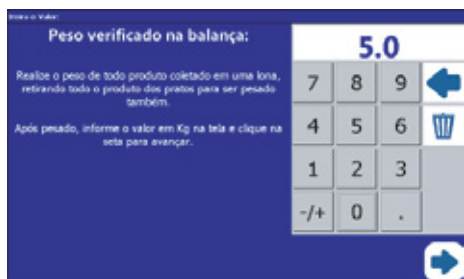 Insira o Valor:
Peso verificado na balança:
Realize o peso de todo produto coletado em uma lona,
retirando todo o produto dos pratos para ser pesado
também.
Após pesado, informe o valor em Kg na tela e clique na
seta para avançar.
5.0
7 8 9
4 5 6
1 2 3
-/+ 0 .